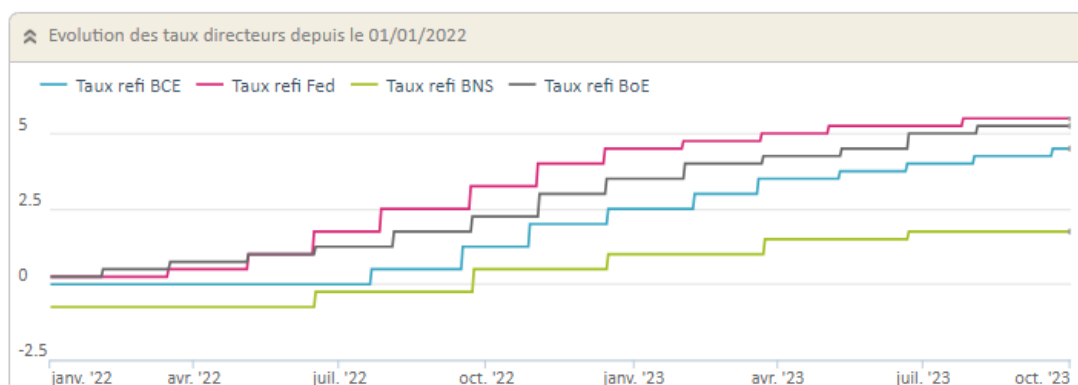 Evolution des taux directeurs depuis le 01/01/2022
Taux refi BCE Taux refi Fed Taux refi BNS Taux refi BoE
5
2.5
0
-2.5
janv. '22 avr. '22 juil. '22 oct. '22 janv. '23 avr. '23 juil. '23 oct. '23